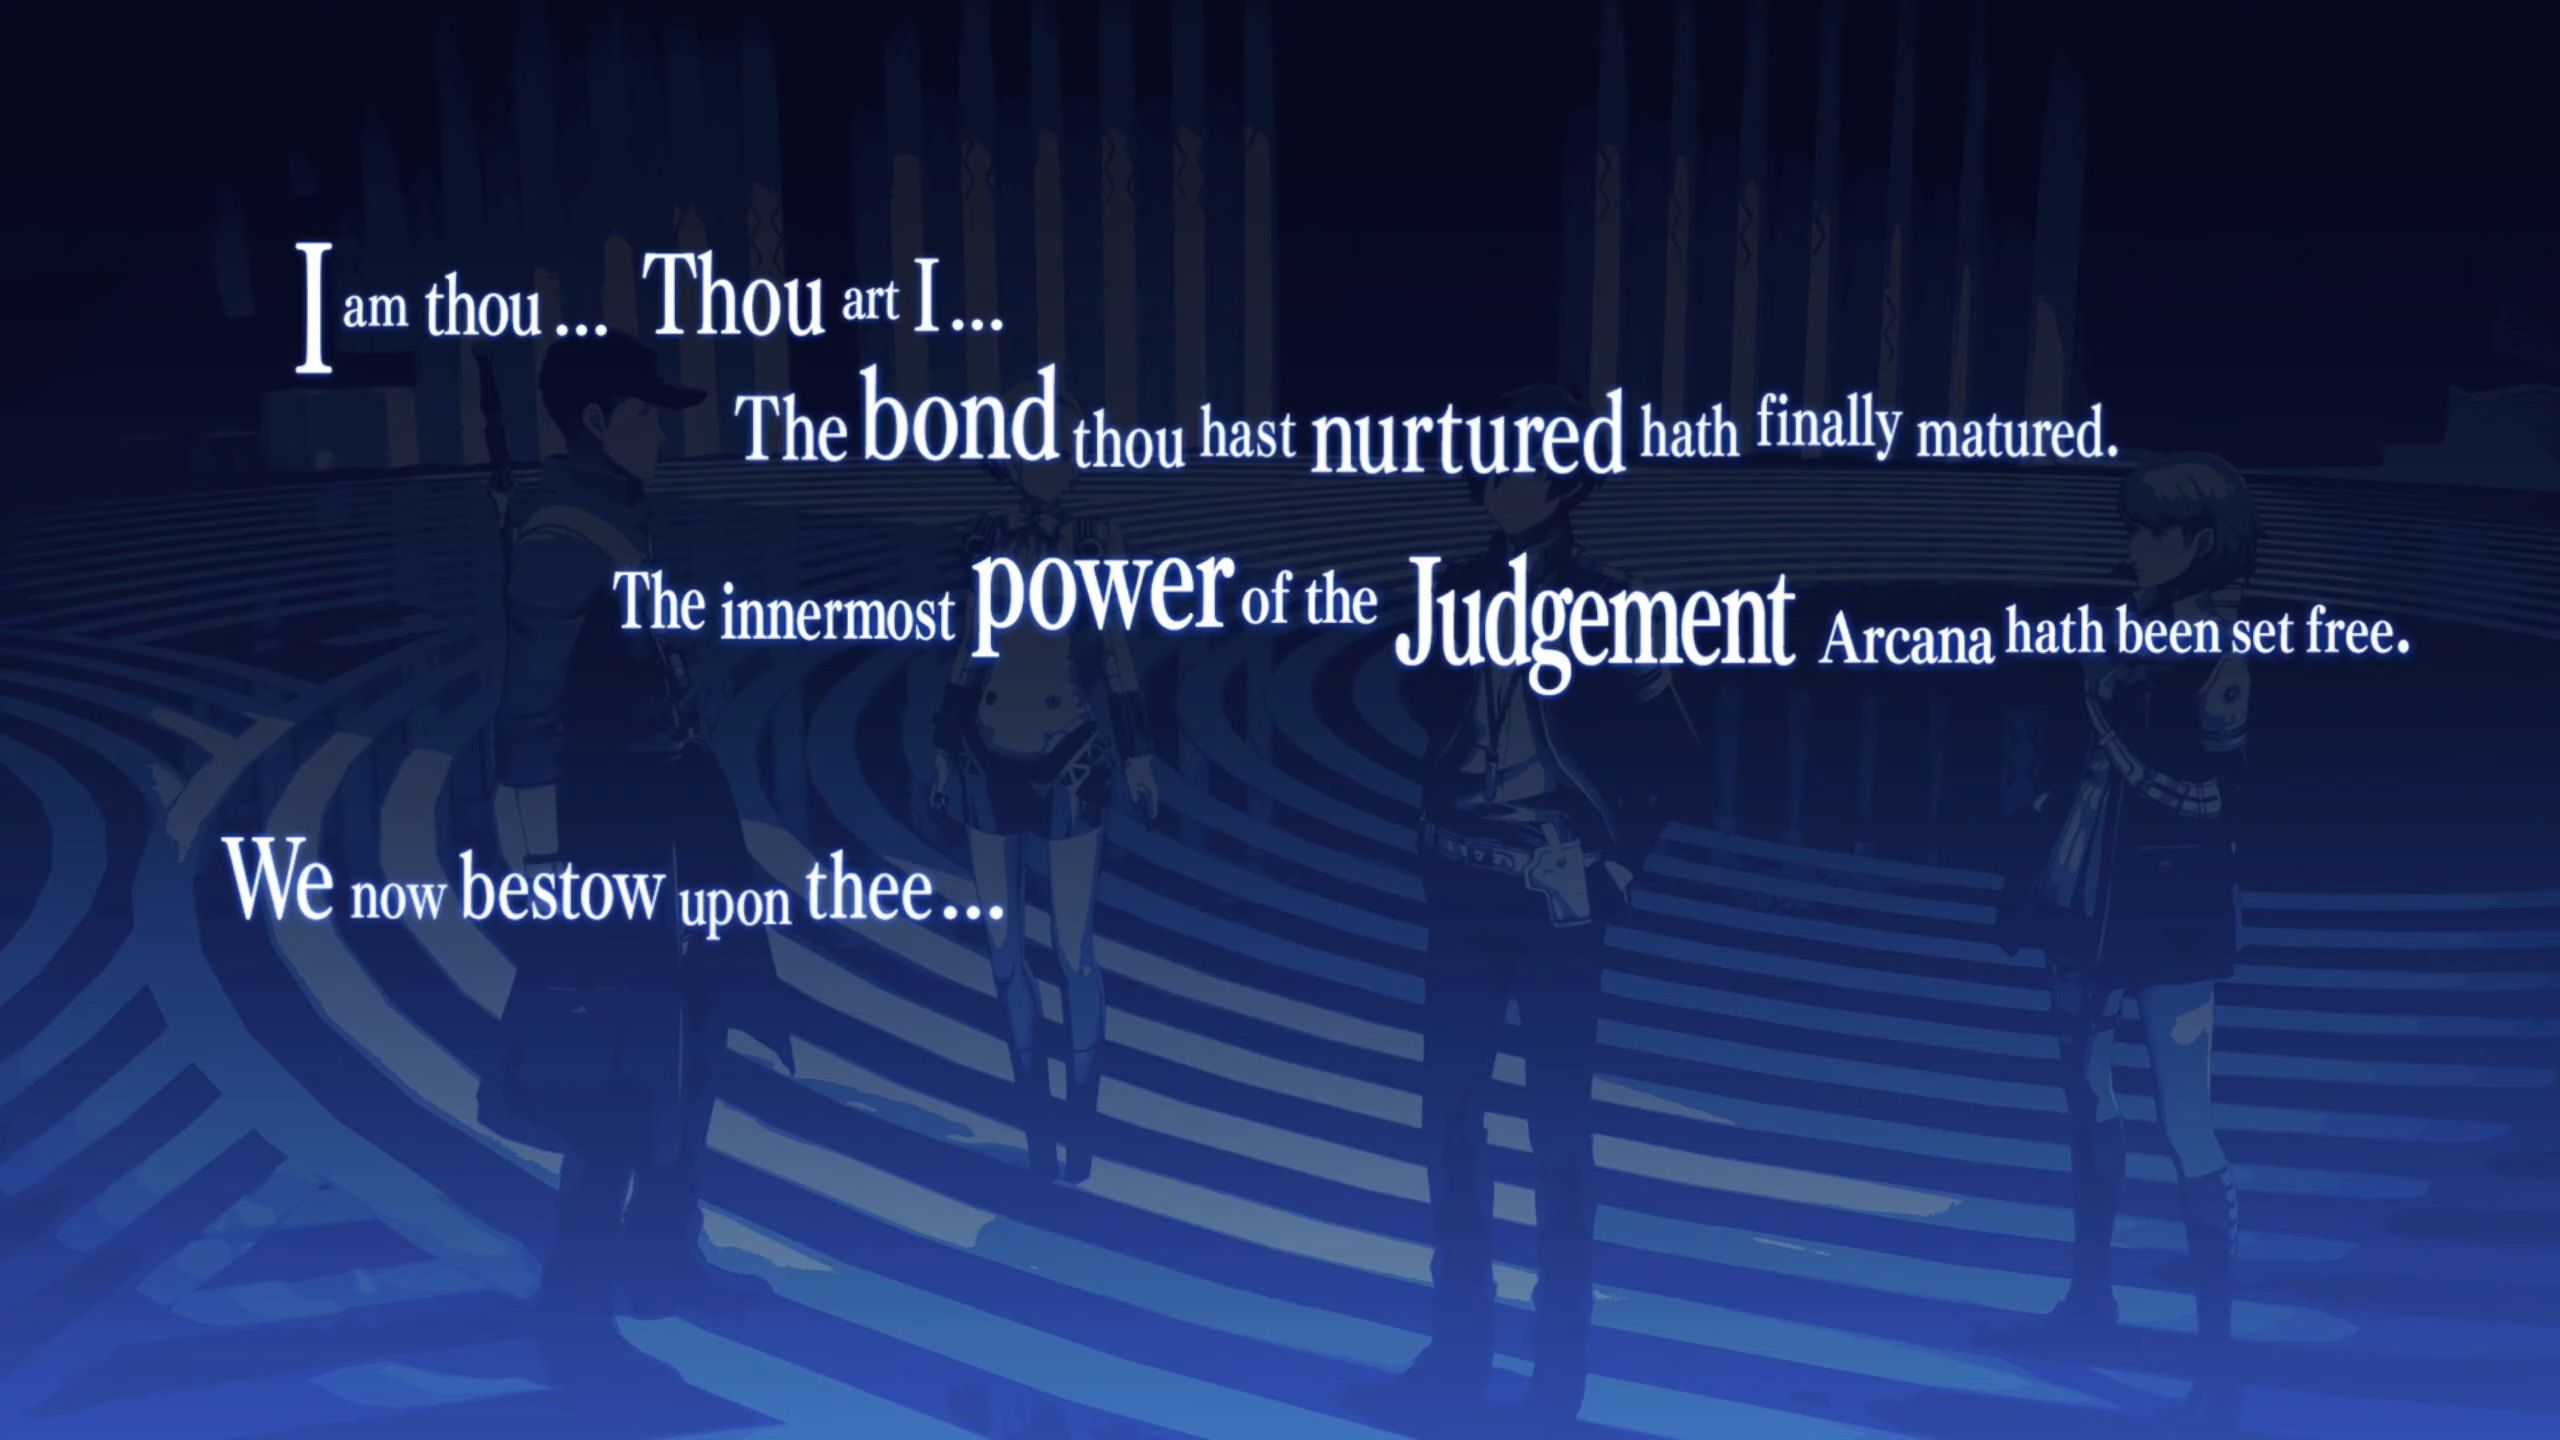 I am thou... Thou art I...
The bond thou hast nurtured hath finally matured.
The innermost power of the Judgement Arcana hath been set free.
We now bestow upon thee...